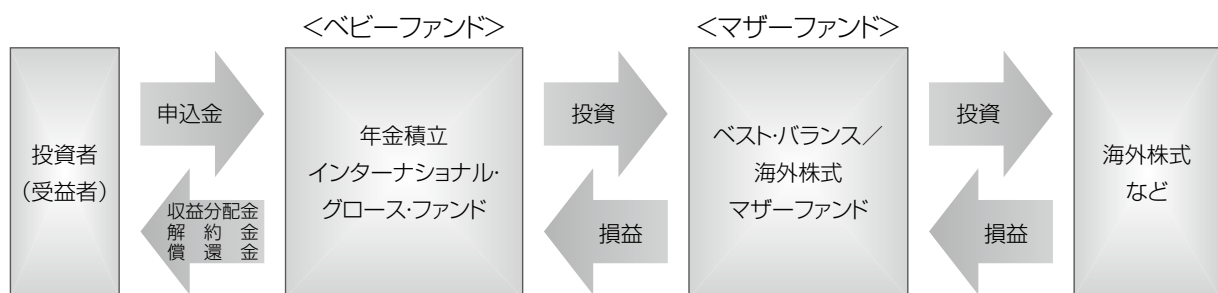 <ベビーファンド>
<マザーファンド>
投資者
（受益者）
申込金
収益分配金
解約金
償還金
年金積立
インターナショナル・
グロース・ファンド
投資
損益
ベスト・バランス／
海外株式
マザーファンド
投資
損益
海外株式
など